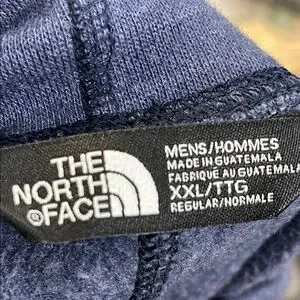 THE
NORTH
FACE
MENS/HOMMES
MADE IN GUATEMALA
FABRIQUÉ AU GUATEMALA
XXL/TTG
REGULAR/NORMALE